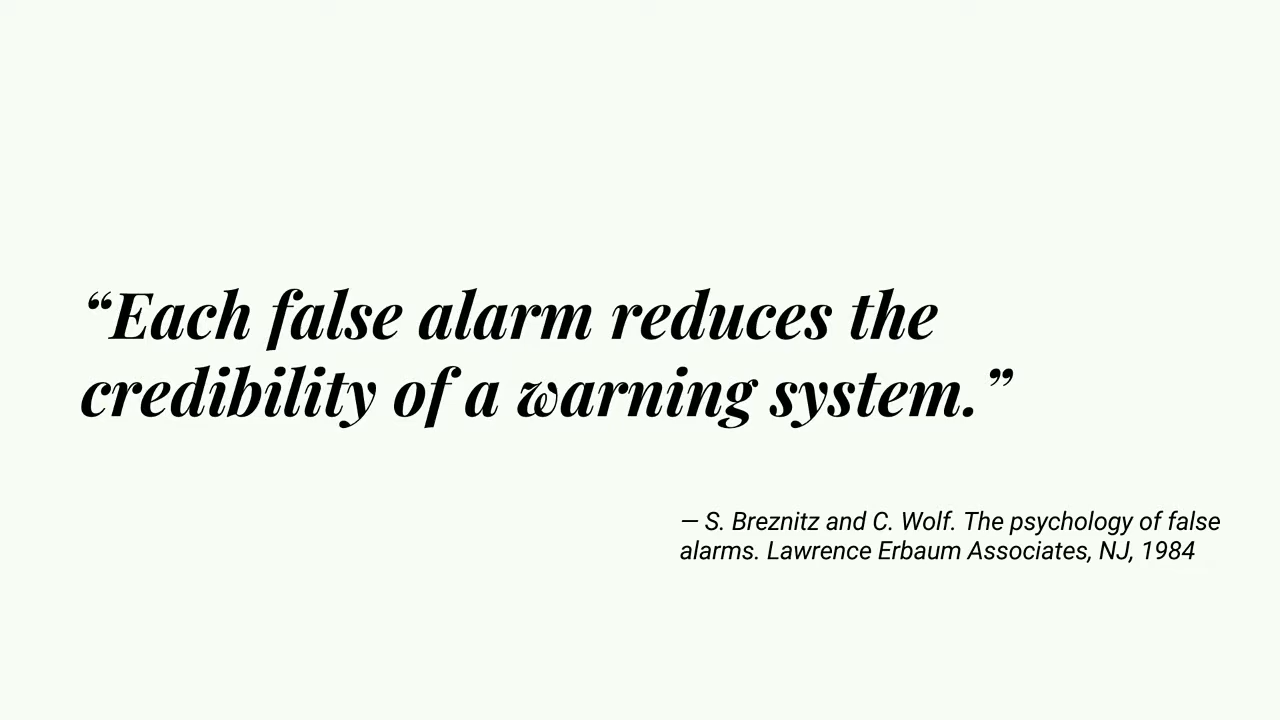 “Each false alarm reduces the
credibility of a warning system.”
— S. Breznitz and C. Wolf. The psychology of false
alarms. Lawrence Erbaum Associates, NJ, 1984